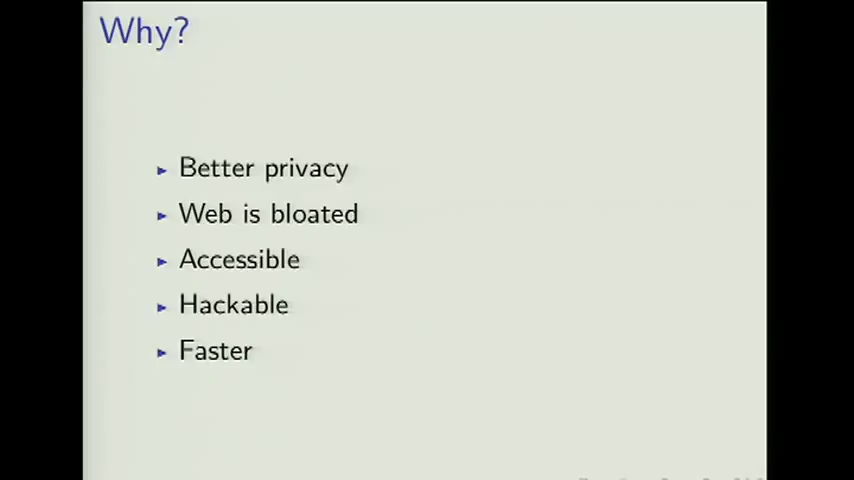 Why?
Better privacy
Web is bloated
Accessible
Hackable
Faster